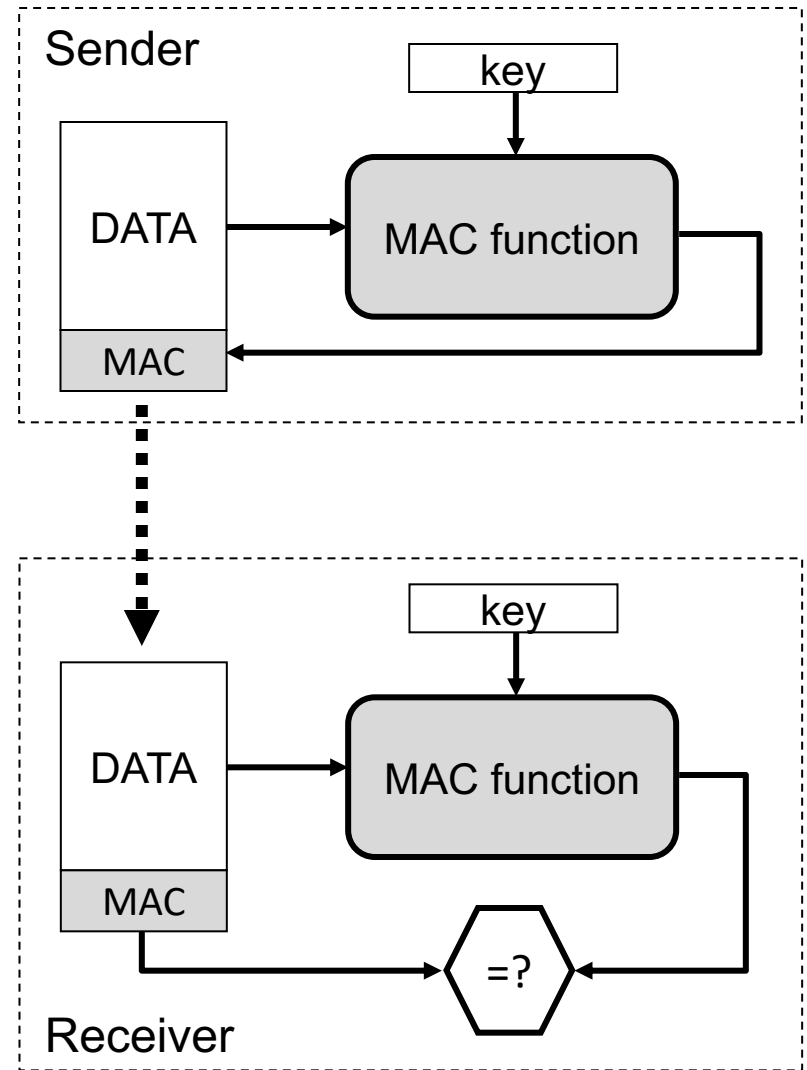 Sender
key
DATA
MAC function
MAC
key
DATA
MAC function
MAC
=?
Receiver